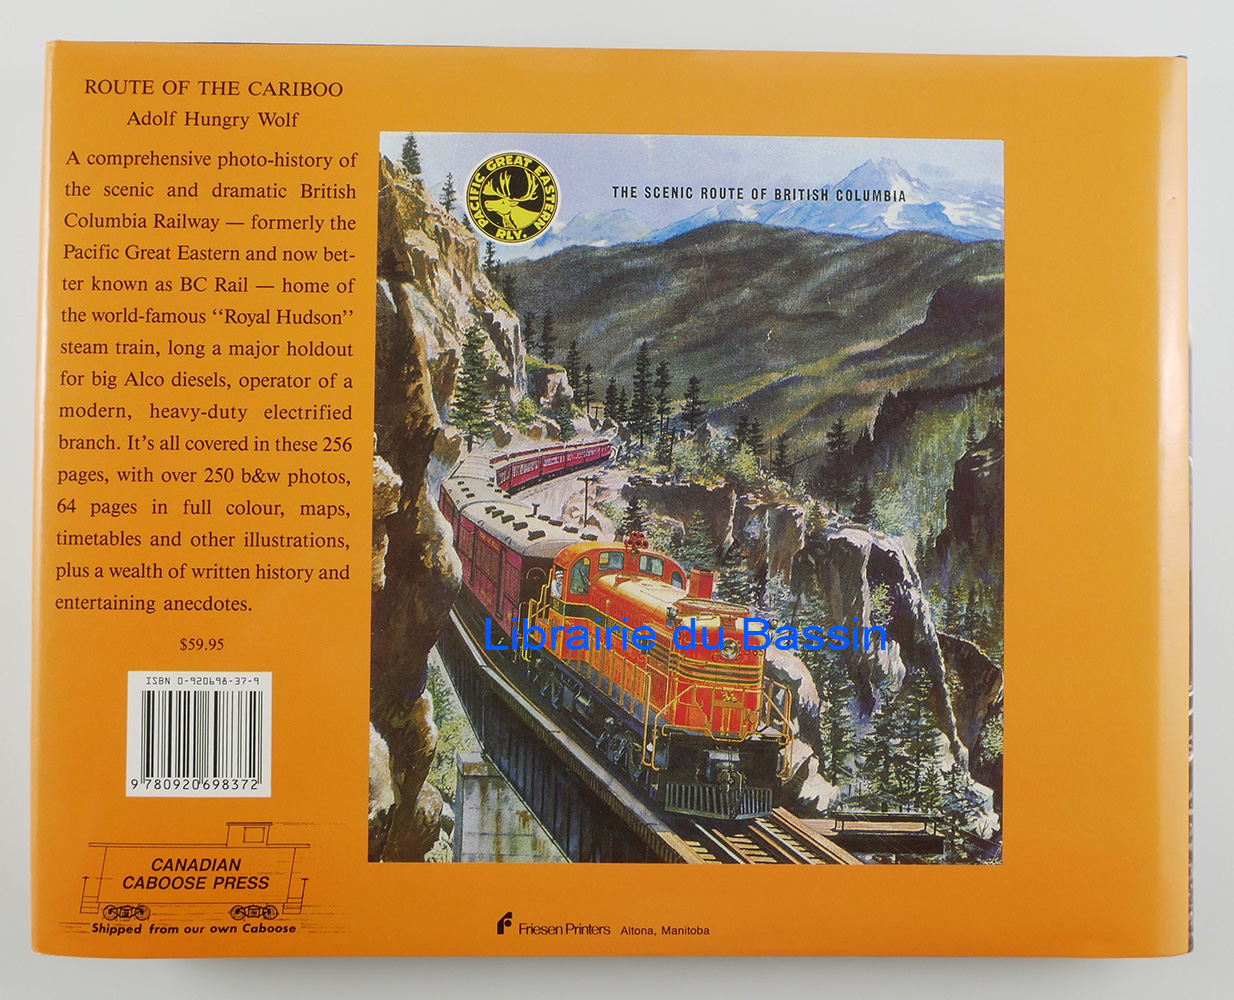 ROUTE OF THE CARIBOO
Adolf Hungry Wolf
A comprehensive photo-history of
the scenic and dramatic British
Columbia Railway — formerly the
Pacific Great Eastern and now bet-
ter known as BC Rail — home of
the world-famous “Royal Hudson”
steam train, long a major holdout
for big Alco diesels, operator of a
modern, heavy-duty electrified
branch. It's all covered in these 256
pages, with over 250 b&w photos,
64 pages in full colour, maps,
timetables and other illustrations,
plus a wealth of written history and
entertaining anecdotes.
$59.95
ISBN 0-920698-37-9
9 780920 698372
CANADIAN
CABOOSE PRESS
Shipped from our own Caboose
PACIFIC GREAT EASTERN RLY.
THE SCENIC ROUTE OF BRITISH COLUMBIA
Librairie du Bassin
Friesen Printers Altona, Manitoba